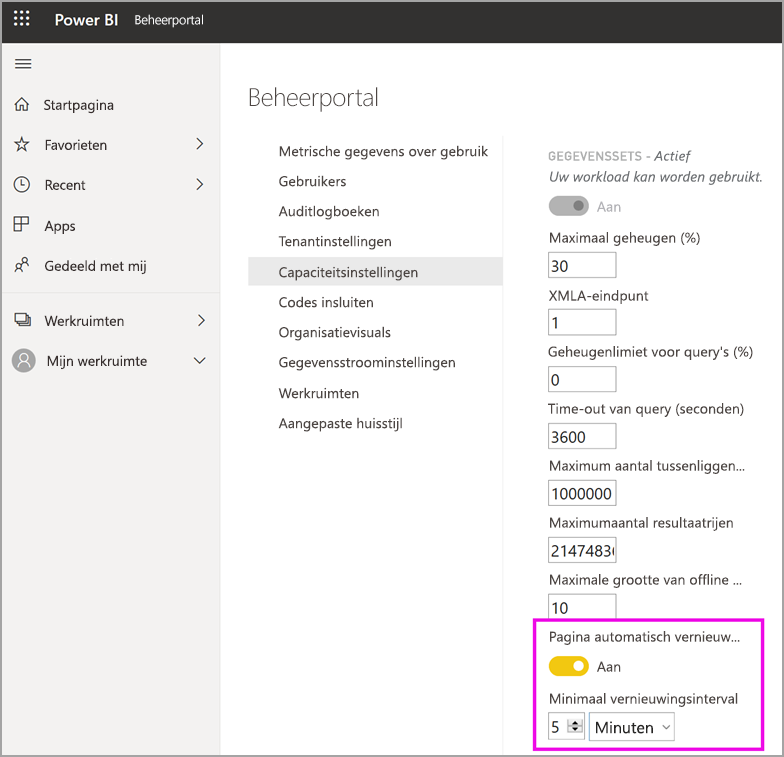 Power BI Beheerportal
Startpagina
Favorieten
Recent
Apps
Gedeeld met mij
Werkruimten
Mijn werkruimte
Beheerportal
Metrische gegevens over gebruik
Gebruikers
Auditlogboeken
Tenantinstellingen
Capaciteitsinstellingen
Codes insluiten
Organisatievisuals
Gegevensstroominstellingen
Werkruimten
Aangepaste huisstijl
GEGEVENSSETS - Actief
Uw workload kan worden gebruikt.
Aan
Maximaal geheugen (%)
30
XMLA-eindpunt
1
Geheugenlimiet voor query's (%)
0
Time-out van query (seconden)
3600
Maximum aantal tussenliggen...
1000000
Maximumaantal resultaatrijen
2147483
Maximale grootte van offline ...
10
Pagina automatisch vernieuw...
Aan
Minimaal vernieuwingsinterval
5 Minuten